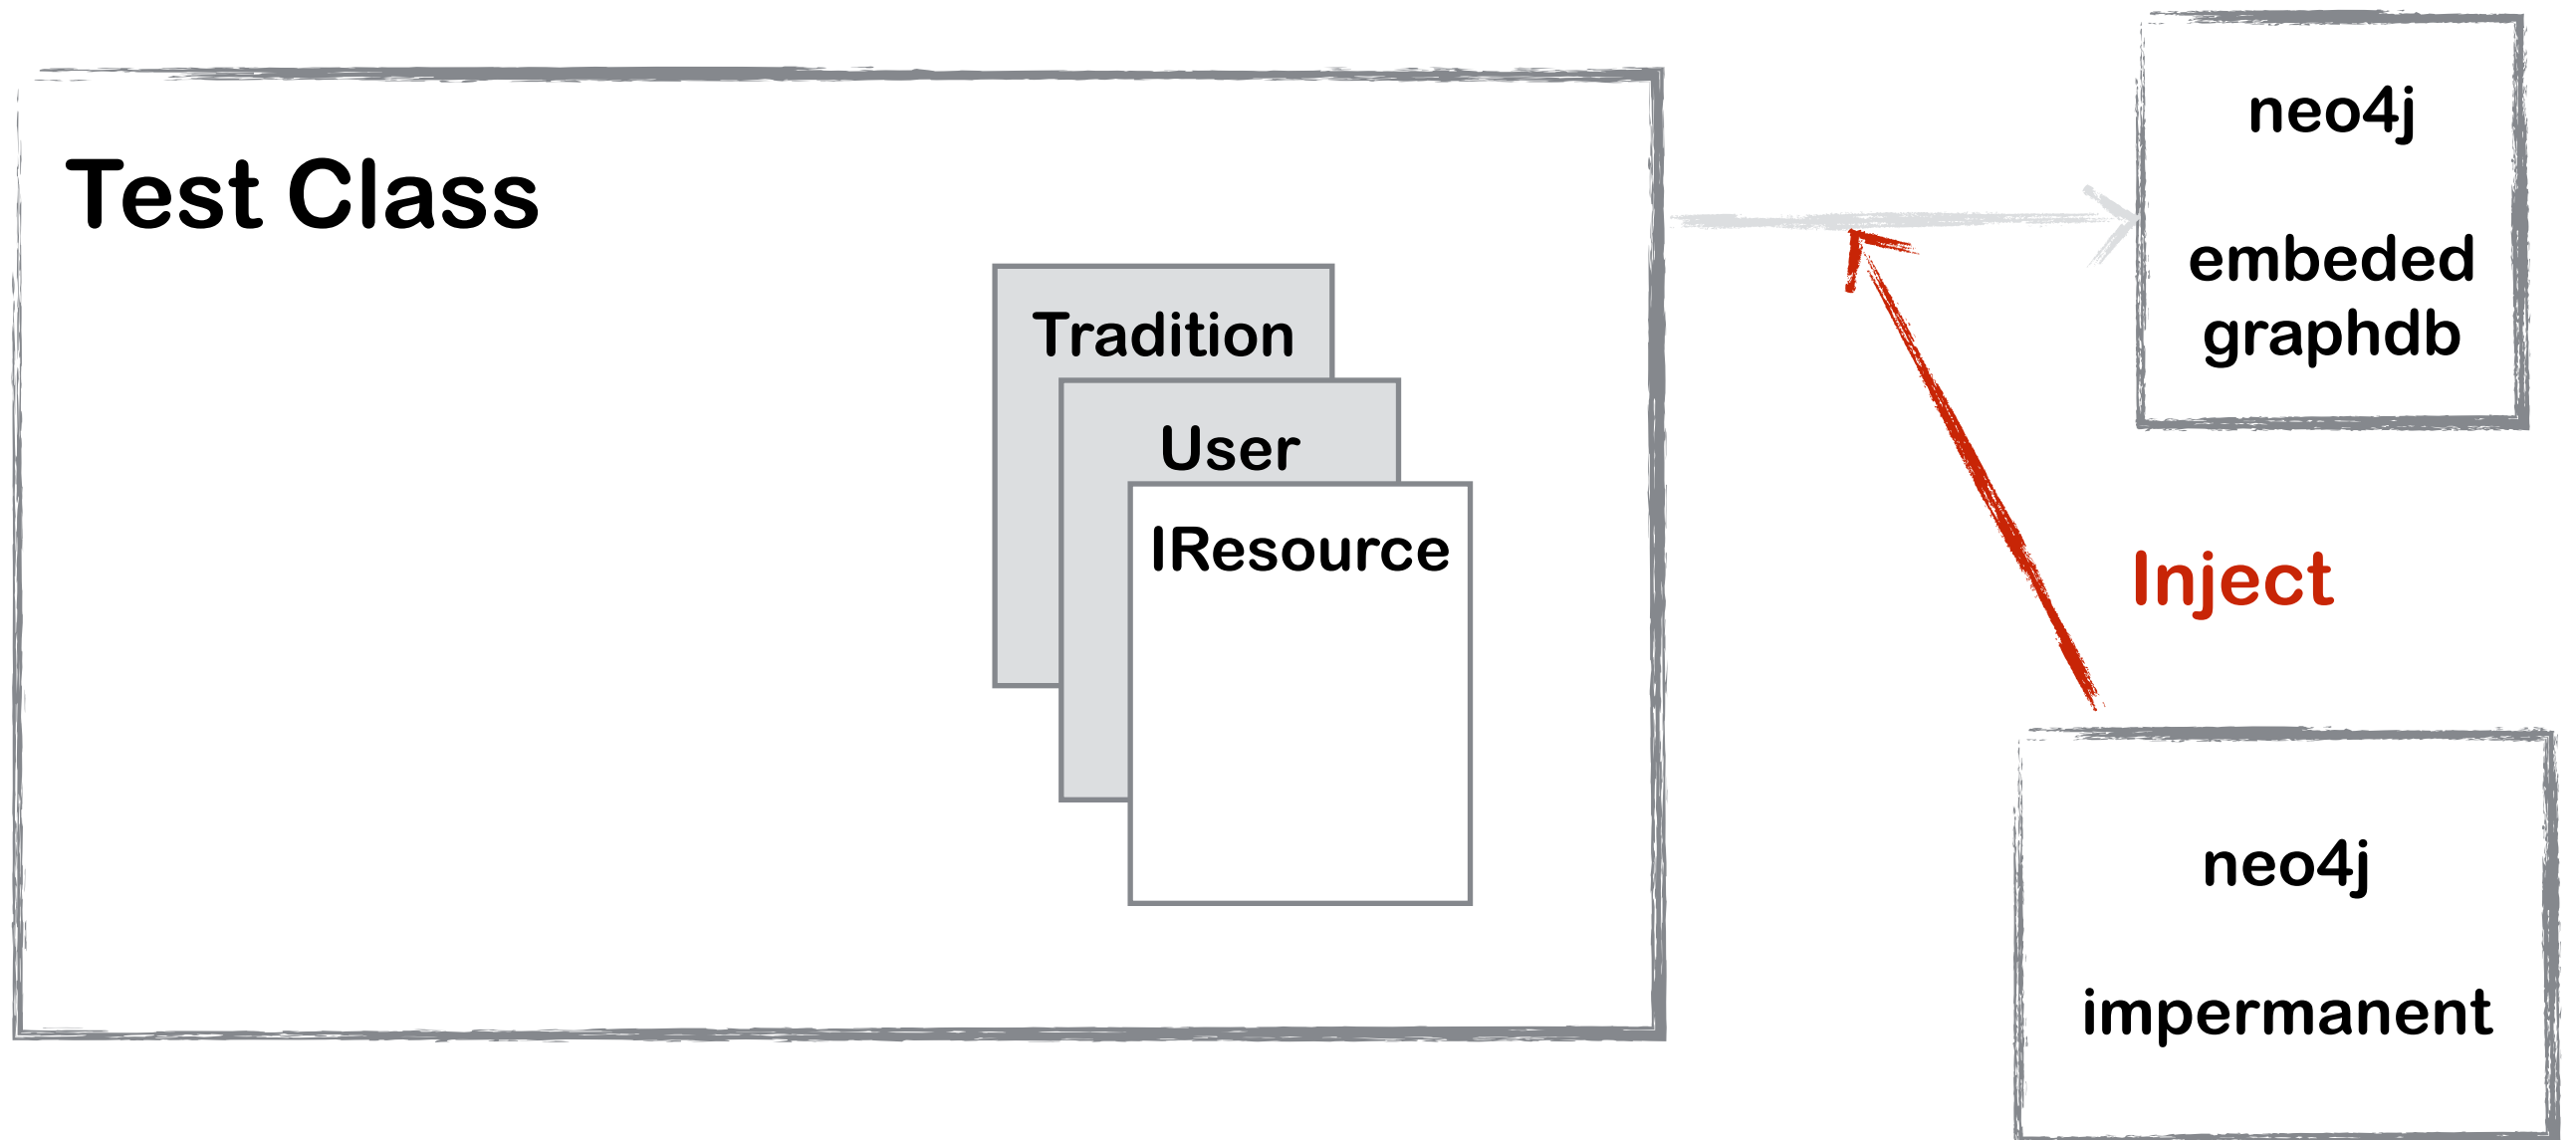 Test Class
Tradition
User
IResource
neo4j
embeded
graphdb
Inject
neo4j
impermanent